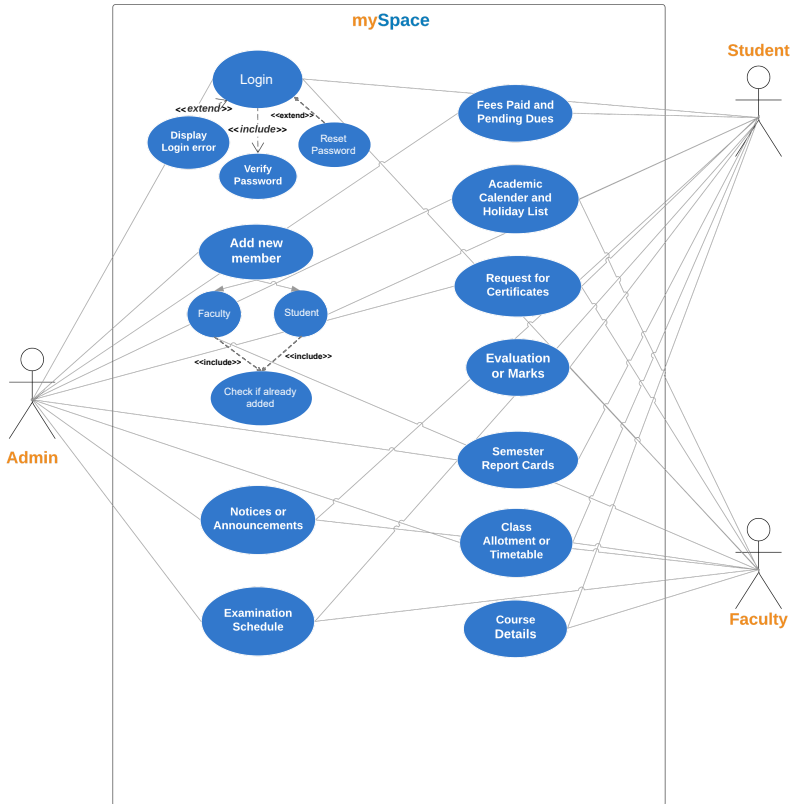 mySpace
Student
Login
<<extend>>
<<extend>>
Fees Paid and
Pending Dues
Display
Login error
<<include>>
Reset
Password
Verify
Password
Academic
Calender and
Holiday List
Add new
member
Request for
Certificates
Faculty
Student
<<include>>
<<include>>
Evaluation
or Marks
Check if already
added
Admin
Semester
Report Cards
Notices or
Announcements
Class
Allotment or
Timetable
Examination
Schedule
Course
Details
Faculty